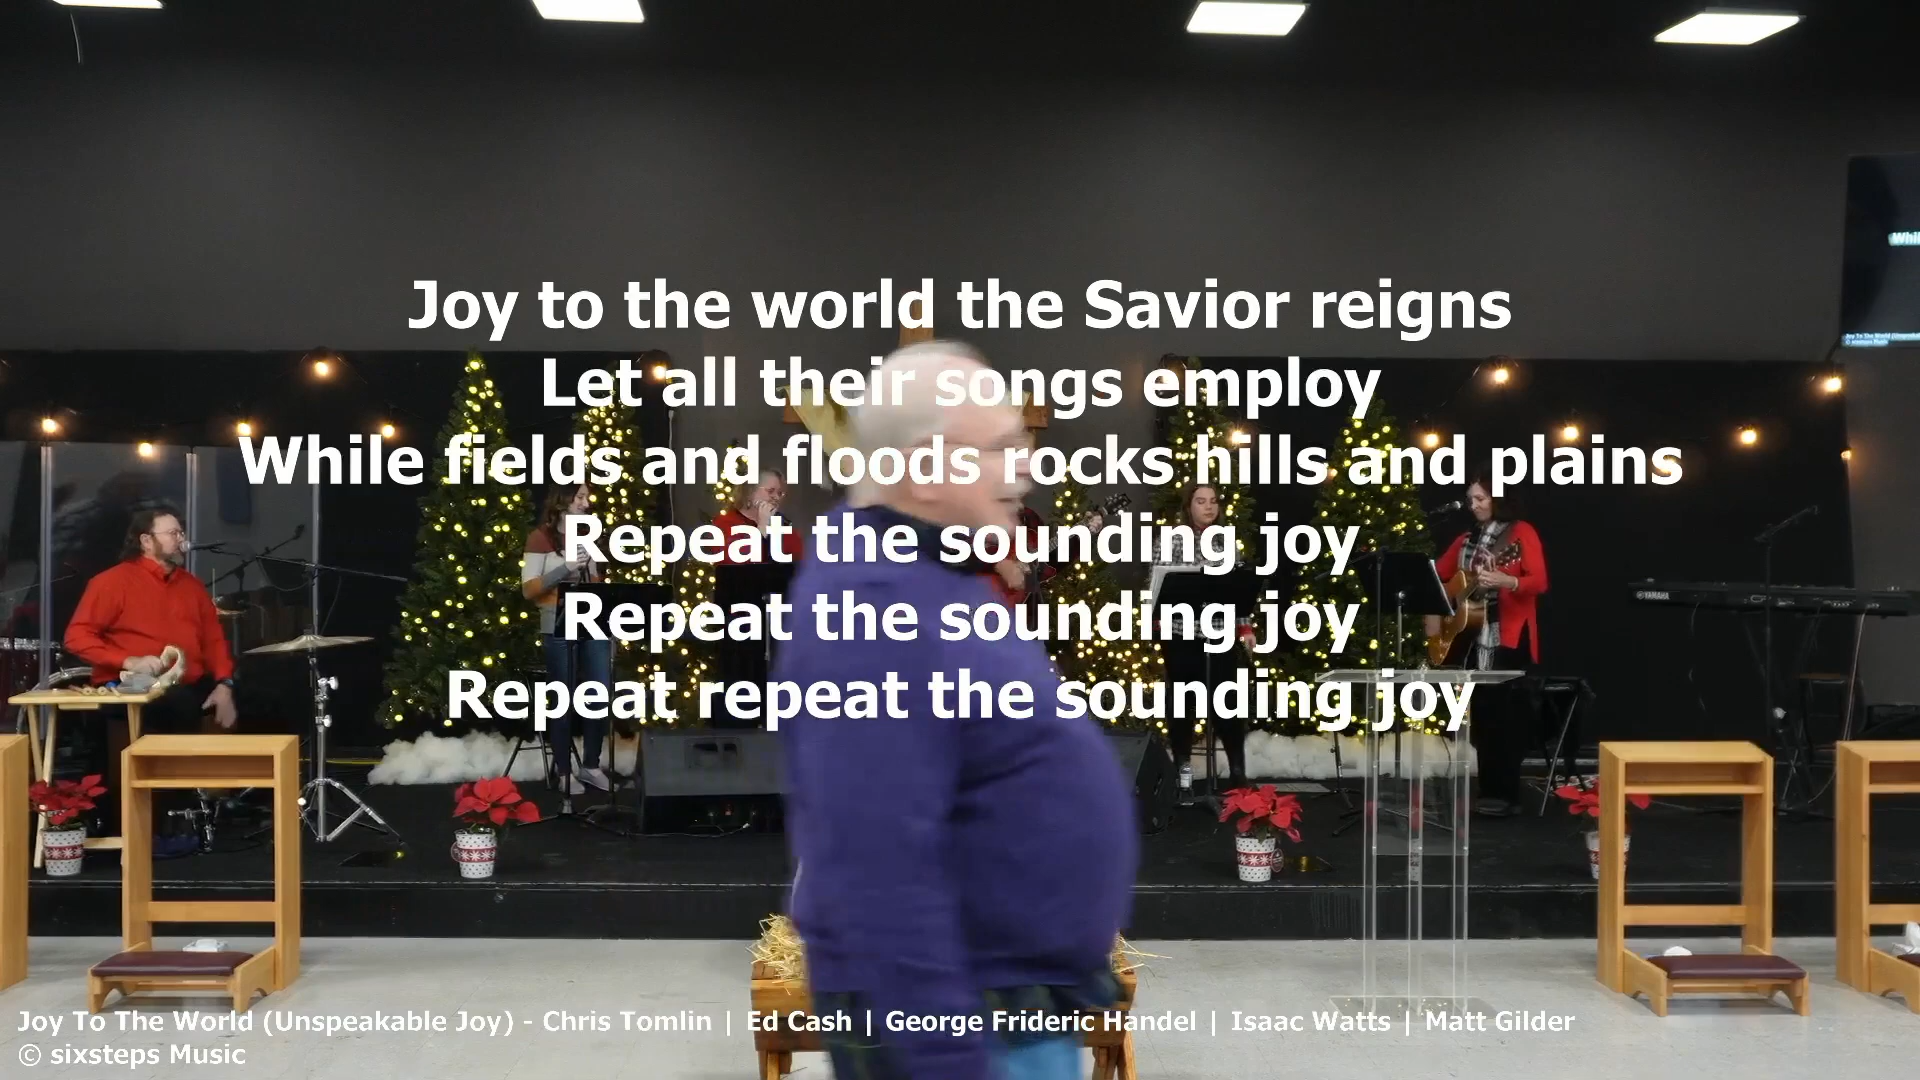 Joy to the world the Savior reigns
Let all their songs employ
While fields and floods rocks hills and plains
Repeat the sounding joy
Repeat the sounding joy
Repeat repeat the sounding joy
YAMAHA
Joy To The World (Unspeakable Joy) - Chris Tomlin | Ed Cash | George Frideric Handel | Isaac Watts | Matt Gilder
© sixsteps Music